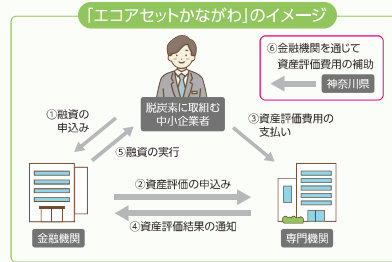 「エコアセットかながわ」のイメージ
⑥金融機関を通じて
資産評価費用の補助
神奈川県
脱炭素に取組む
中小企業者
①融資の
申込み
③資産評価費用の
支払い
⑤融資の実行
②資産評価の申込み
④資産評価結果の通知
金融機関
専門機関